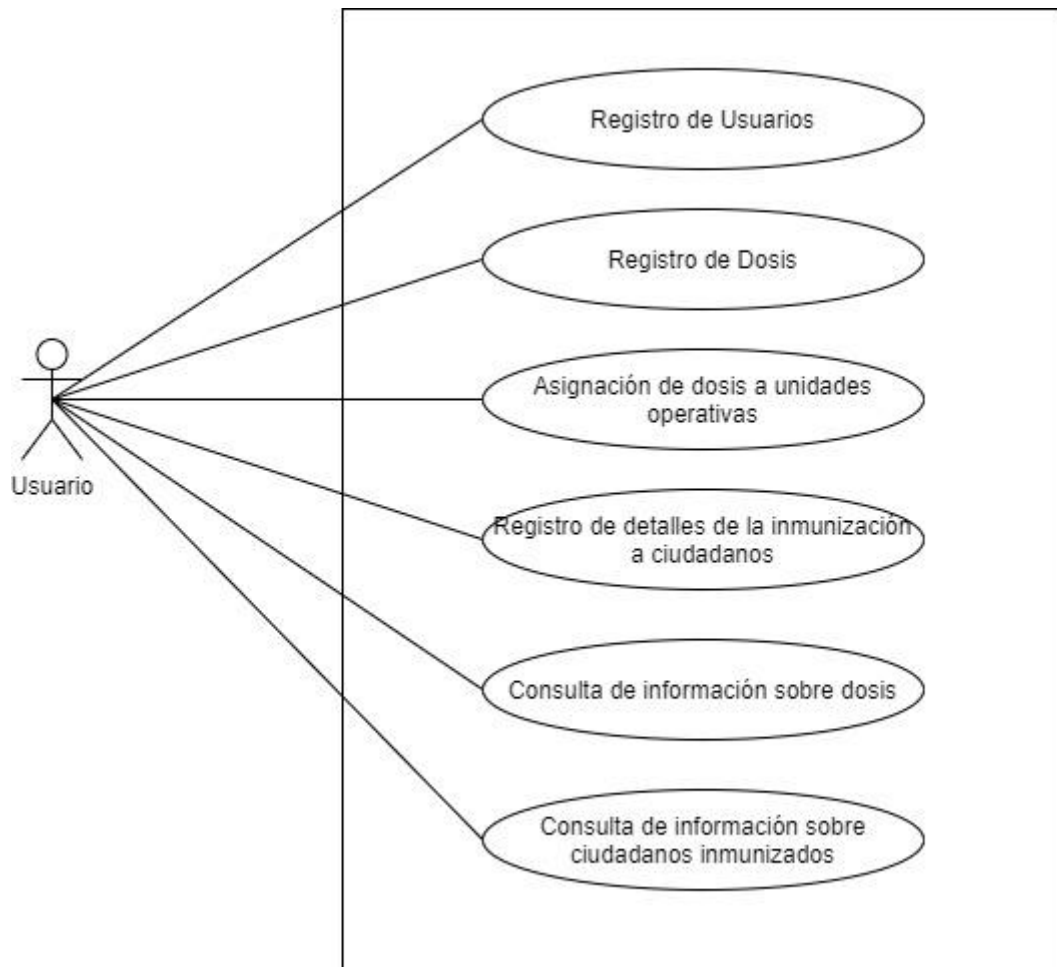 Registro de Usuarios
Registro de Dosis
Asignación de dosis a unidades
operativas
Usuario
Registro de detalles de la inmunización
a ciudadanos
Consulta de información sobre dosis
Consulta de información sobre
ciudadanos inmunizados